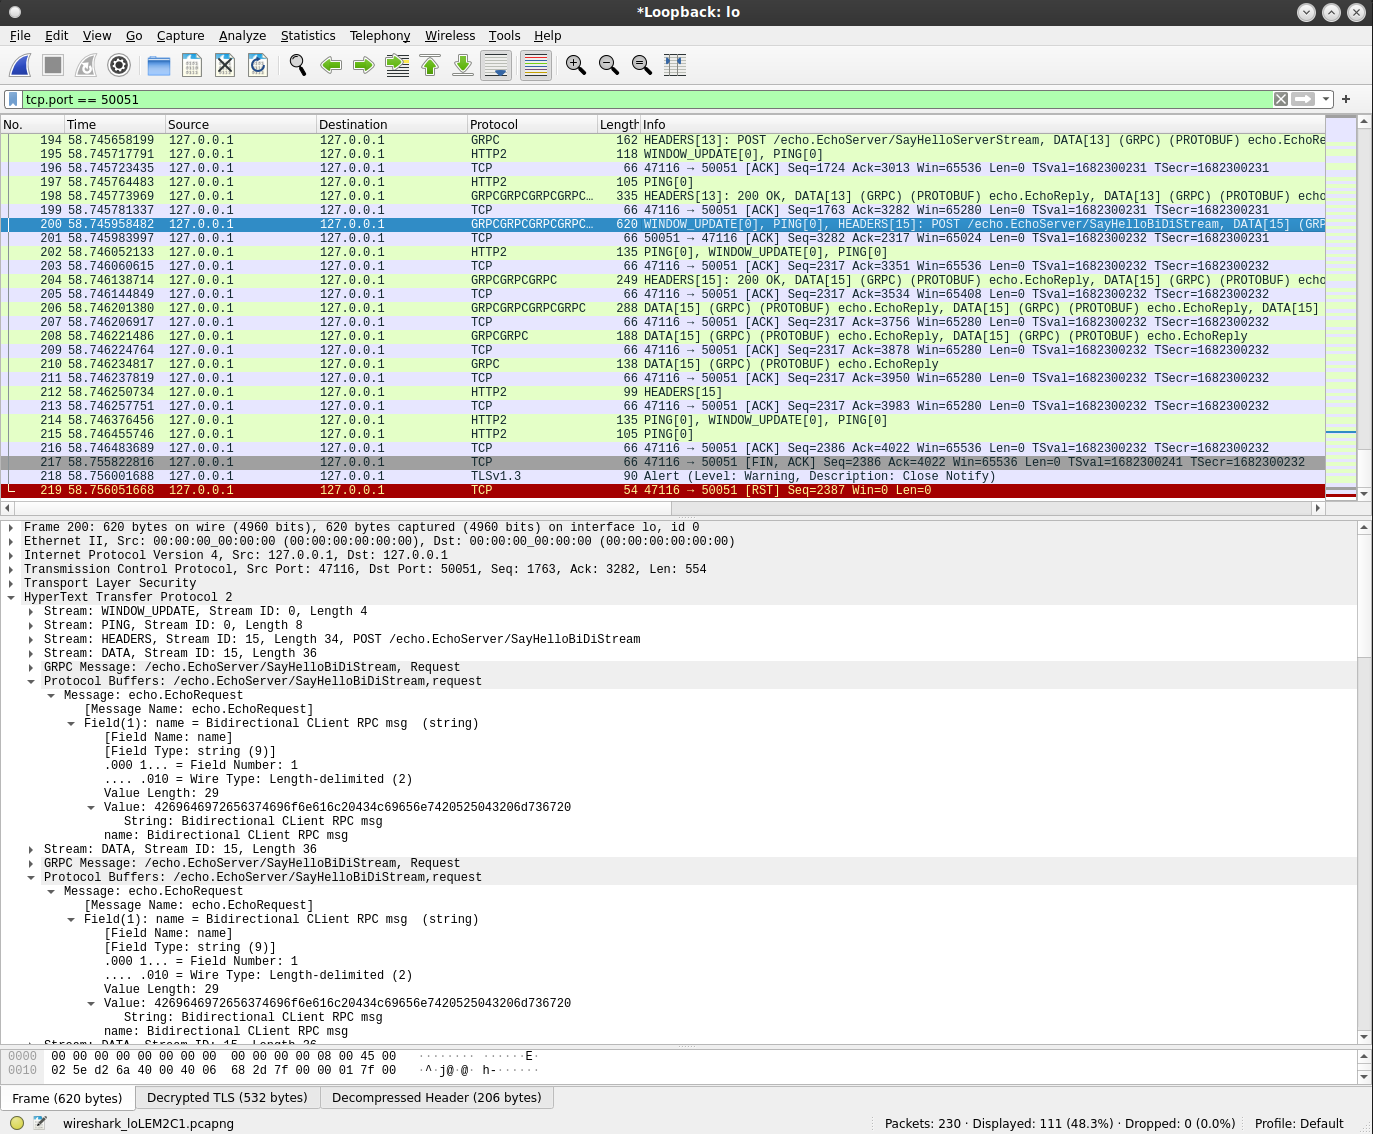 *Loopback: lo
File Edit View Go Capture Analyze Statistics Telephony Wireless Tools Help
tcp.port == 50051
No. Time Source Destination Protocol Length Info
194 58.745658199 127.0.0.1 127.0.0.1 GRPC 162 HEADERS[13]: POST /echo.EchoServer/SayHelloServerStream, DATA[13] (GRPC) (PROTOBUF) echo.EchoRe
195 58.745717791 127.0.0.1 127.0.0.1 HTTP2 118 WINDOW_UPDATE[0], PING[0]
196 58.745723435 127.0.0.1 127.0.0.1 TCP 66 47116 → 50051 [ACK] Seq=1724 Ack=3013 Win=65536 Len=0 TSval=1682300231 TSecr=1682300231
197 58.745764483 127.0.0.1 127.0.0.1 HTTP2 105 PING[0]
198 58.745773969 127.0.0.1 127.0.0.1 GRPCGRPCGRPCGRPC… 335 HEADERS[13]: 200 OK, DATA[13] (GRPC) (PROTOBUF) echo.EchoReply, DATA[13] (GRPC) (PROTOBUF) echo
199 58.745781337 127.0.0.1 127.0.0.1 TCP 66 47116 → 50051 [ACK] Seq=1763 Ack=3282 Win=65280 Len=0 TSval=1682300231 TSecr=1682300231
200 58.745958482 127.0.0.1 127.0.0.1 GRPCGRPCGRPCGRPC… 620 WINDOW_UPDATE[0], PING[0], HEADERS[15]: POST /echo.EchoServer/SayHelloBiDiStream, DATA[15] (GRP
201 58.745983997 127.0.0.1 127.0.0.1 TCP 66 50051 → 47116 [ACK] Seq=3282 Ack=2317 Win=65024 Len=0 TSval=1682300232 TSecr=1682300231
202 58.746052133 127.0.0.1 127.0.0.1 HTTP2 135 PING[0], WINDOW_UPDATE[0], PING[0]
203 58.746060615 127.0.0.1 127.0.0.1 TCP 66 47116 → 50051 [ACK] Seq=2317 Ack=3351 Win=65536 Len=0 TSval=1682300232 TSecr=1682300232
204 58.746138714 127.0.0.1 127.0.0.1 GRPCGRPCGRPC 249 HEADERS[15]: 200 OK, DATA[15] (GRPC) (PROTOBUF) echo.EchoReply, DATA[15] (GRPC) (PROTOBUF) echo
205 58.746144849 127.0.0.1 127.0.0.1 TCP 66 47116 → 50051 [ACK] Seq=2317 Ack=3534 Win=65408 Len=0 TSval=1682300232 TSecr=1682300232
206 58.746201380 127.0.0.1 127.0.0.1 GRPCGRPCGRPCGRPC 288 DATA[15] (GRPC) (PROTOBUF) echo.EchoReply, DATA[15] (GRPC) (PROTOBUF) echo.EchoReply, DATA[15]
207 58.746206917 127.0.0.1 127.0.0.1 TCP 66 47116 → 50051 [ACK] Seq=2317 Ack=3756 Win=65280 Len=0 TSval=1682300232 TSecr=1682300232
208 58.746221486 127.0.0.1 127.0.0.1 GRPCGRPC 188 DATA[15] (GRPC) (PROTOBUF) echo.EchoReply, DATA[15] (GRPC) (PROTOBUF) echo.EchoReply
209 58.746224764 127.0.0.1 127.0.0.1 TCP 66 47116 → 50051 [ACK] Seq=2317 Ack=3878 Win=65280 Len=0 TSval=1682300232 TSecr=1682300232
210 58.746234817 127.0.0.1 127.0.0.1 GRPC 138 DATA[15] (GRPC) (PROTOBUF) echo.EchoReply
211 58.746237819 127.0.0.1 127.0.0.1 TCP 66 47116 → 50051 [ACK] Seq=2317 Ack=3950 Win=65280 Len=0 TSval=1682300232 TSecr=1682300232
212 58.746250734 127.0.0.1 127.0.0.1 HTTP2 99 HEADERS[15]
213 58.746257751 127.0.0.1 127.0.0.1 TCP 66 47116 → 50051 [ACK] Seq=2317 Ack=3983 Win=65280 Len=0 TSval=1682300232 TSecr=1682300232
214 58.746376456 127.0.0.1 127.0.0.1 HTTP2 135 PING[0], WINDOW_UPDATE[0], PING[0]
215 58.746455746 127.0.0.1 127.0.0.1 HTTP2 105 PING[0]
216 58.746483689 127.0.0.1 127.0.0.1 TCP 66 47116 → 50051 [ACK] Seq=2386 Ack=4022 Win=65536 Len=0 TSval=1682300232 TSecr=1682300232
217 58.755822816 127.0.0.1 127.0.0.1 TCP 66 47116 → 50051 [FIN, ACK] Seq=2386 Ack=4022 Win=65536 Len=0 TSval=1682300241 TSecr=1682300232
218 58.756001688 127.0.0.1 127.0.0.1 TLSv1.3 90 Alert (Level: Warning, Description: Close Notify)
219 58.756051668 127.0.0.1 127.0.0.1 TCP 54 47116 → 50051 [RST] Seq=2387 Win=0 Len=0
Frame 200: 620 bytes on wire (4960 bits), 620 bytes captured (4960 bits) on interface lo, id 0
Ethernet II, Src: 00:00:00_00:00:00 (00:00:00:00:00:00), Dst: 00:00:00_00:00:00 (00:00:00:00:00:00)
Internet Protocol Version 4, Src: 127.0.0.1, Dst: 127.0.0.1
Transmission Control Protocol, Src Port: 47116, Dst Port: 50051, Seq: 1763, Ack: 3282, Len: 554
Transport Layer Security
HyperText Transfer Protocol 2
Stream: WINDOW_UPDATE, Stream ID: 0, Length 4
Stream: PING, Stream ID: 0, Length 8
Stream: HEADERS, Stream ID: 15, Length 34, POST /echo.EchoServer/SayHelloBiDiStream
Stream: DATA, Stream ID: 15, Length 36
GRPC Message: /echo.EchoServer/SayHelloBiDiStream, Request
Protocol Buffers: /echo.EchoServer/SayHelloBiDiStream,request
Message: echo.EchoRequest
[Message Name: echo.EchoRequest]
Field(1): name = Bidirectional CLient RPC msg  (string)
[Field Name: name]
[Field Type: string (9)]
.000 1... = Field Number: 1
.... .010 = Wire Type: Length-delimited (2)
Value Length: 29
Value: 4269646972656374696f6e616c20434c69656e7420525043206d736720
String: Bidirectional CLient RPC msg
name: Bidirectional CLient RPC msg
Stream: DATA, Stream ID: 15, Length 36
GRPC Message: /echo.EchoServer/SayHelloBiDiStream, Request
Protocol Buffers: /echo.EchoServer/SayHelloBiDiStream,request
Message: echo.EchoRequest
[Message Name: echo.EchoRequest]
Field(1): name = Bidirectional CLient RPC msg  (string)
[Field Name: name]
[Field Type: string (9)]
.000 1... = Field Number: 1
.... .010 = Wire Type: Length-delimited (2)
Value Length: 29
Value: 4269646972656374696f6e616c20434c69656e7420525043206d736720
String: Bidirectional CLient RPC msg
name: Bidirectional CLient RPC msg
Stream: DATA, Stream ID: 15, Length 36
0000 00 00 00 00 00 00 00 00 00 00 00 00 08 00 45 00 ········ ······E·
0010 02 5e d2 6a 40 00 40 06 68 2d 7f 00 00 01 7f 00 ·^·j@·@· h-······
Frame (620 bytes) Decrypted TLS (532 bytes) Decompressed Header (206 bytes)
wireshark_loLEM2C1.pcapng Packets: 230 · Displayed: 111 (48.3%) · Dropped: 0 (0.0%) Profile: Default